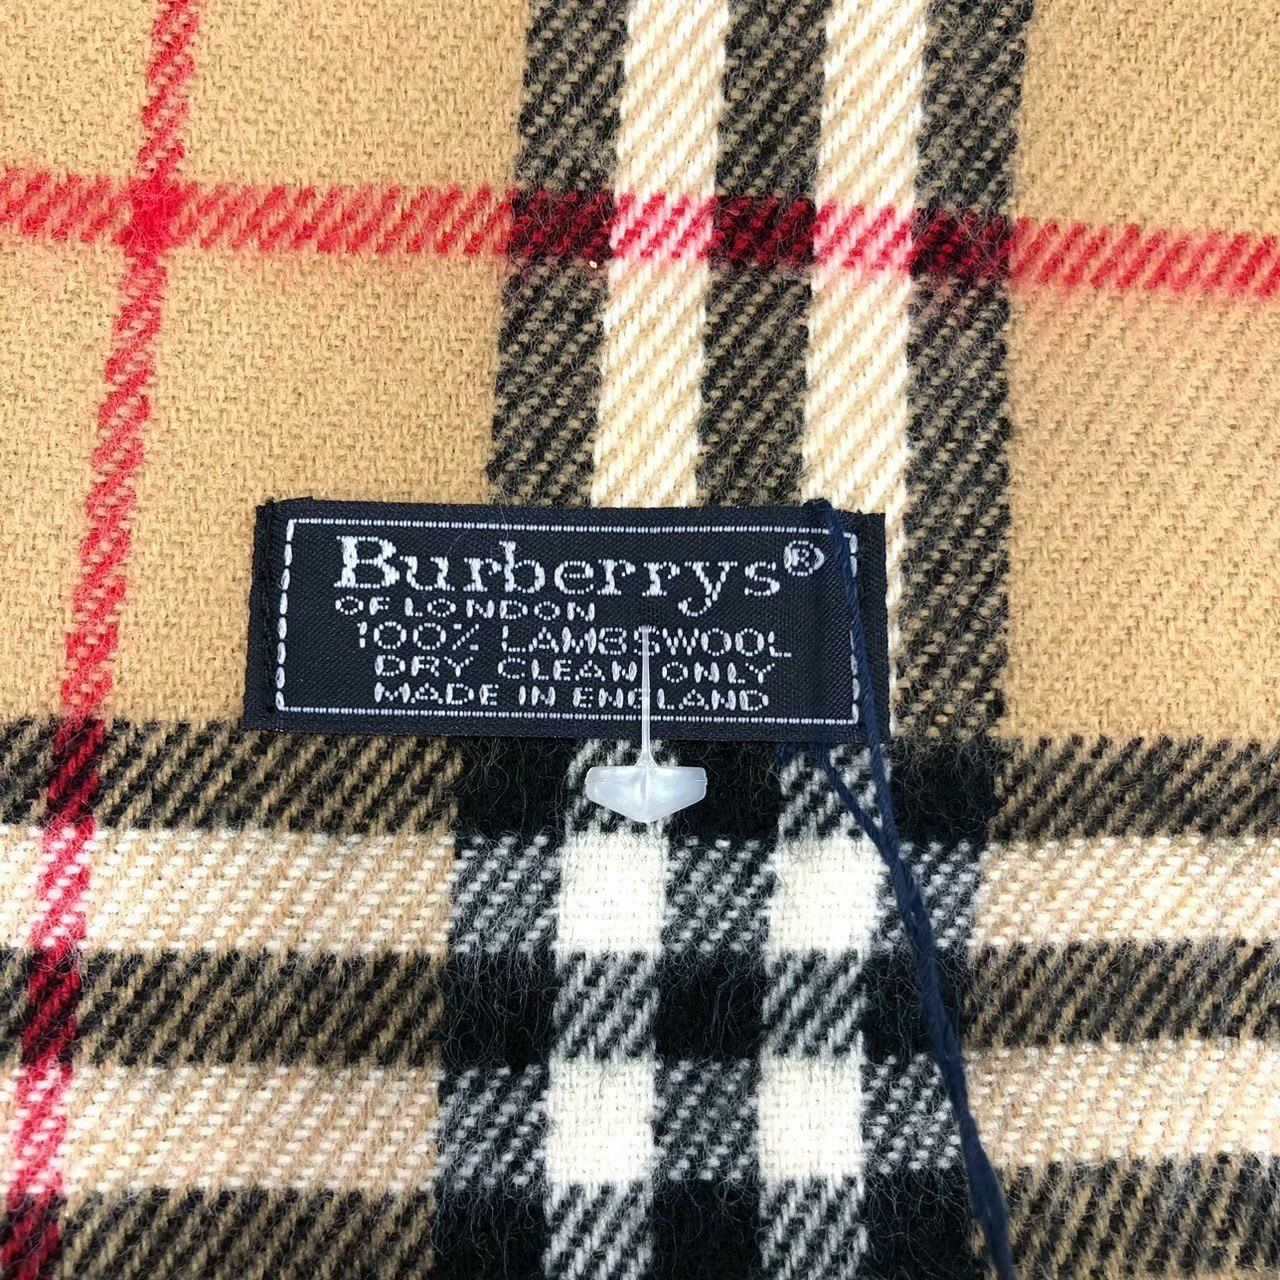 Burberrys®
OF LONDON
100% LAMBSWOOL
DRY CLEAN ONLY
MADE IN ENGLAND